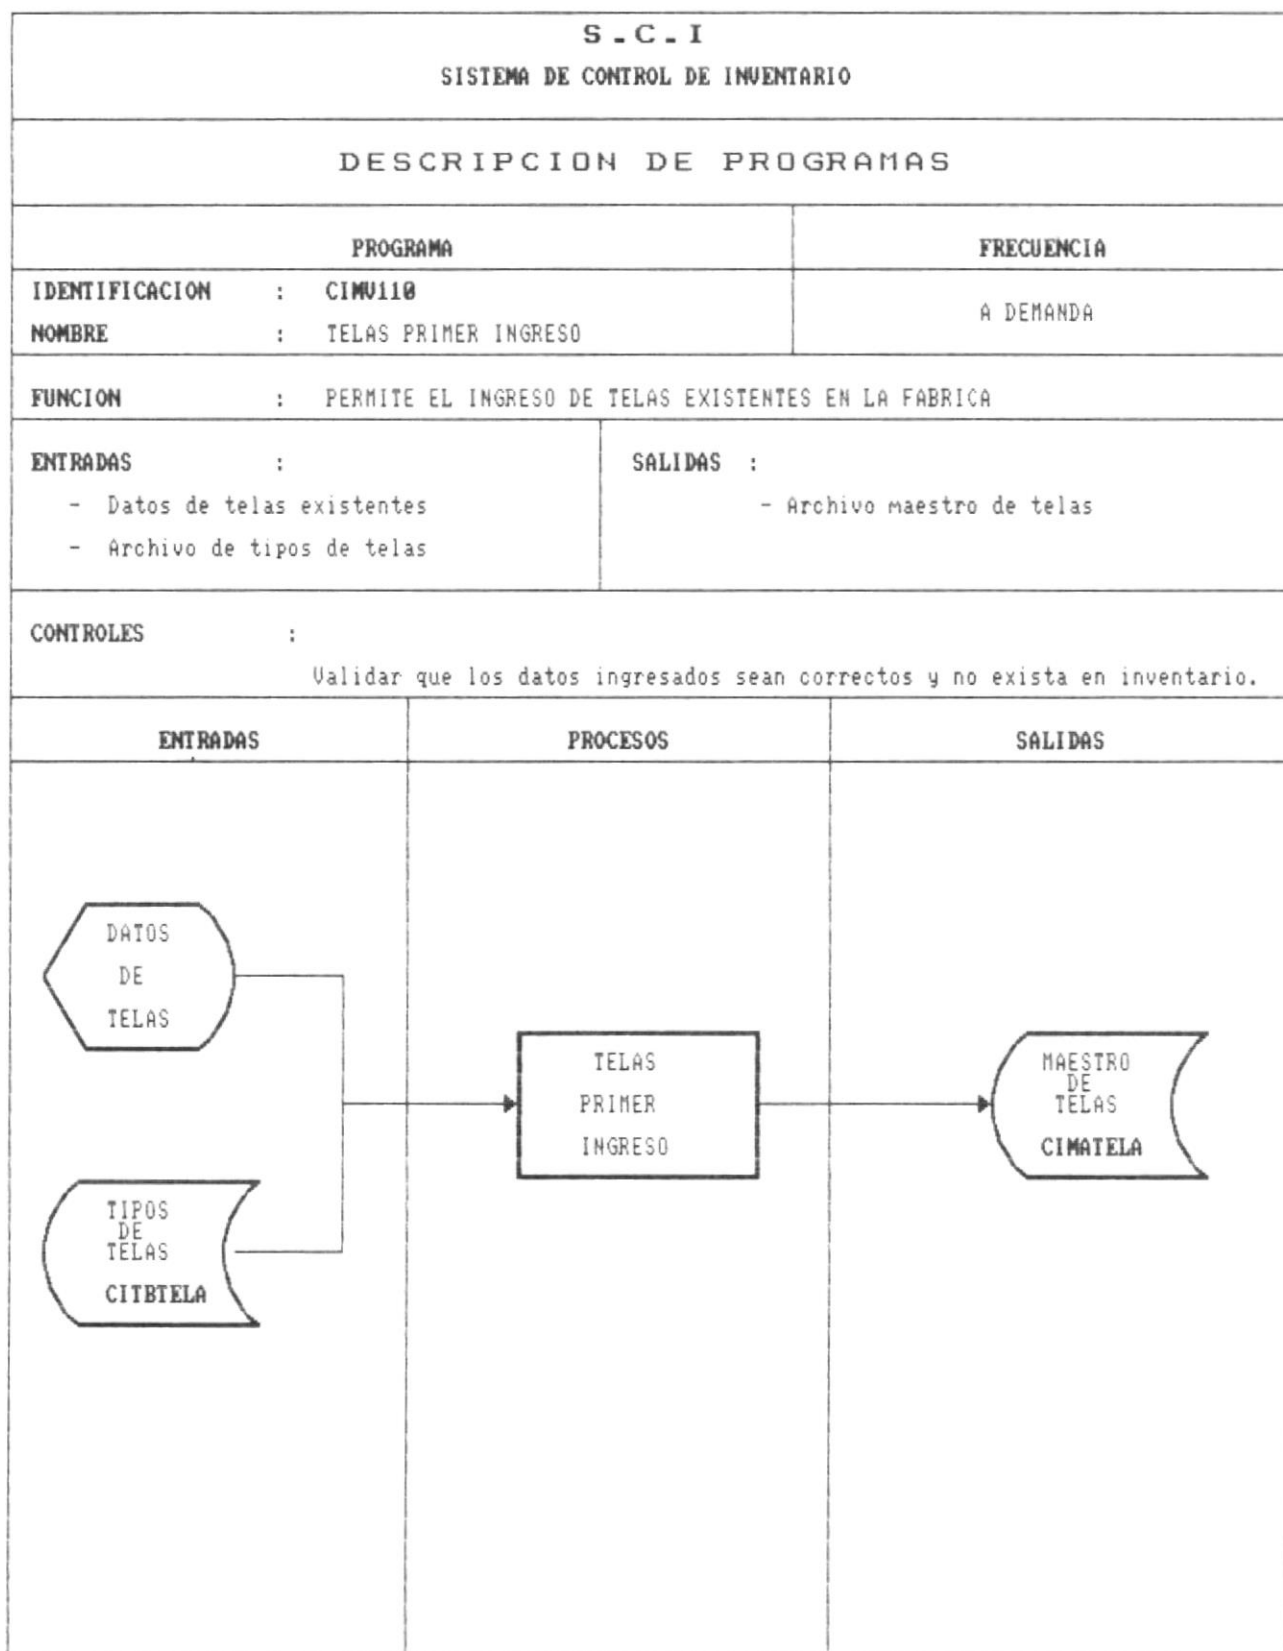 S.C.I
SISTEMA DE CONTROL DE INVENTARIO
DESCRIPCION DE PROGRAMAS
PROGRAMA FRECUENCIA
IDENTIFICACION : CIMV110
A DEMANDA
NOMBRE : TELAS PRIMER INGRESO
FUNCION : PERMITE EL INGRESO DE TELAS EXISTENTES EN LA FABRICA
ENTRADAS :
- Datos de telas existentes
- Archivo de tipos de telas
SALIDAS :
- Archivo maestro de telas
CONTROLES :
Validar que los datos ingresados sean correctos y no exista en inventario.
ENTRADAS PROCESOS SALIDAS
DATOS
DE
TELAS
TIPOS
DE
TELAS
CITBTELA
TELAS
PRIMER
INGRESO
MAESTRO
DE
TELAS
CIMATELA